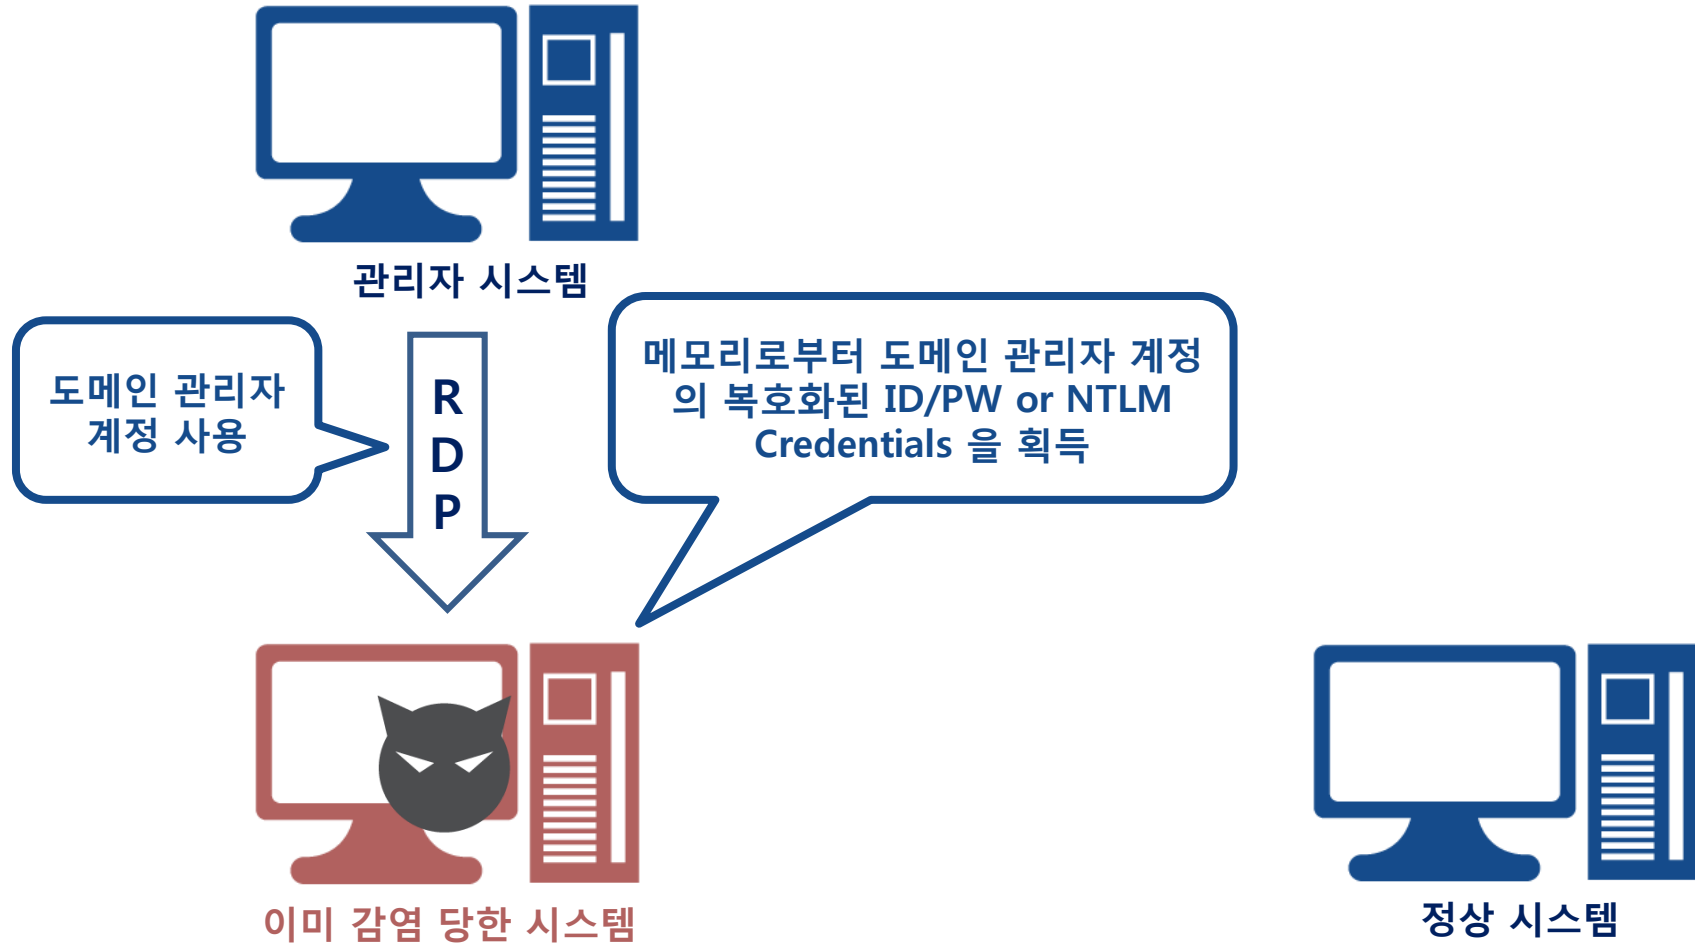 관리자 시스템
도메인 관리자
계정 사용
R
D
P
메모리로부터 도메인 관리자 계정
의 복호화된 ID/PW or NTLM
Credentials 을 획득
이미 감염 당한 시스템
정상 시스템